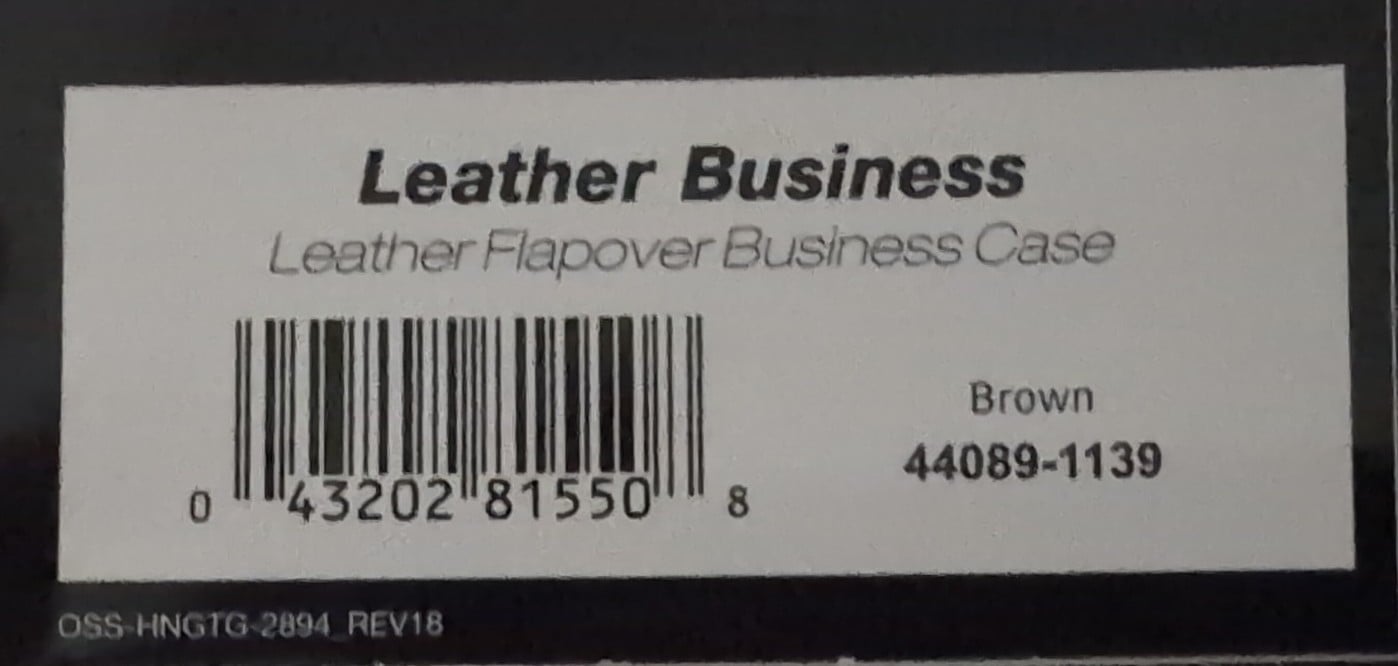 Leather Business
Leather Flapover Business Case
Brown
44089-1139
0 43202 81550 8
OSS-HNGTG-2894_REV18